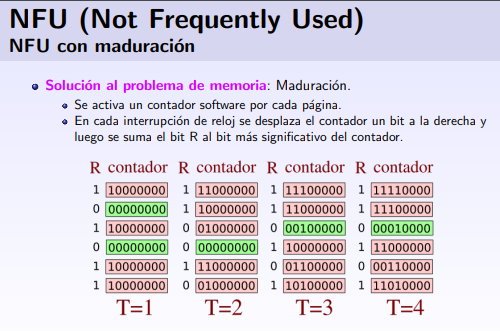 NFU (Not Frequently Used)
NFU con maduración
Solución al problema de memoria: Maduración.
Se activa un contador software por cada página.
En cada interrupción de reloj se desplaza el contador un bit a la derecha y
luego se suma el bit R al bit más significativo del contador.
R contador R contador R contador R contador
1 10000000 1 11000000 1 11100000 1 11110000
0 00000000 1 10000000 1 11000000 1 11100000
1 10000000 0 01000000 0 00100000 0 00010000
0 00000000 0 00000000 1 10000000 1 11000000
1 10000000 1 11000000 0 01100000 0 00110000
1 10000000 0 01000000 1 10100000 1 11010000
T=1 T=2 T=3 T=4